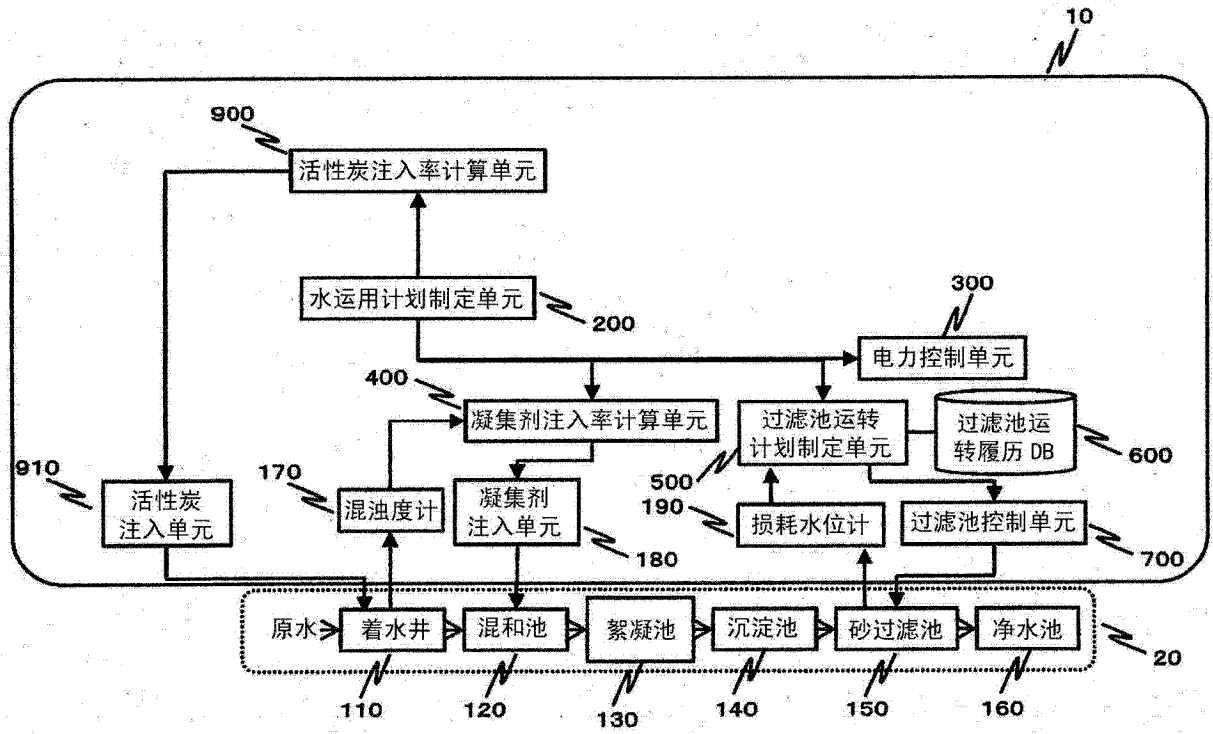 10
900
活性炭注入率计算单元
水运用计划制定单元
200
300
电力控制单元
400
凝集剂注入率计算单元
过滤池运转
计划制定单元
500
过滤池运
转履历 DB
600
910
活性炭
注入单元
170
混浊度计
凝集剂
注入单元
180
190
损耗水位计
过滤池控制单元
700
原水
着水井
混和池
絮凝池
沉淀池
砂过滤池
净水池
20
110
120
130
140
150
160